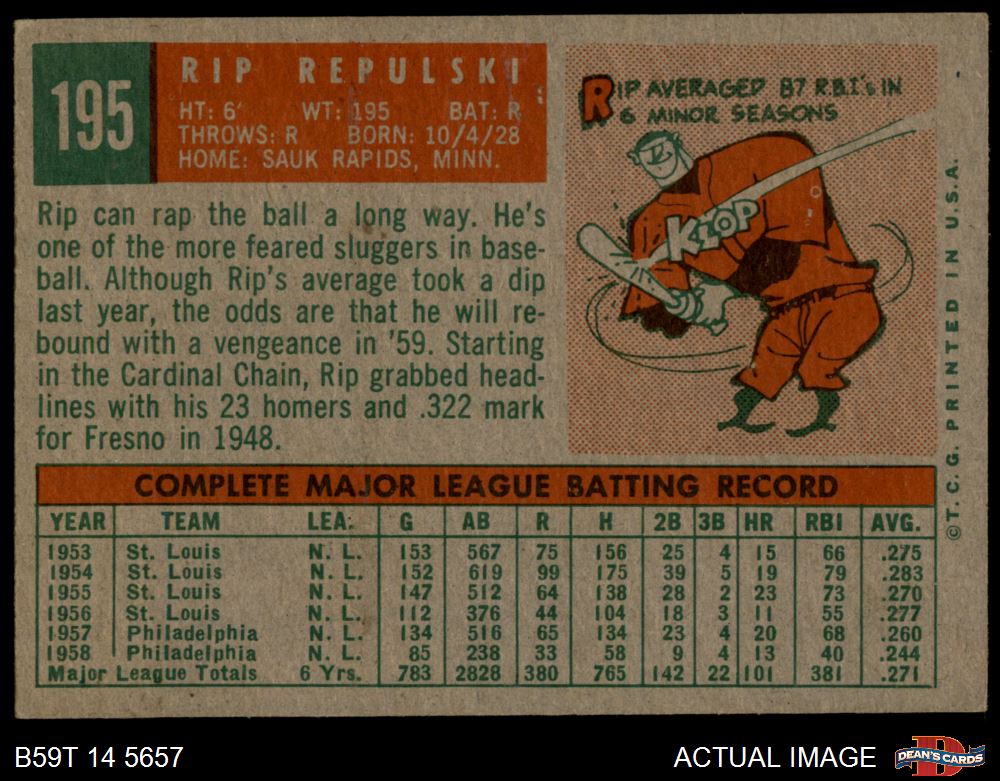 195
RIP REPULSKI
HT: 6' WT: 195 BAT: R
THROWS: R BORN: 10/4/28
HOME: SAUK RAPIDS, MINN.
Rip can rap the ball a long way. He's
one of the more feared sluggers in base-
ball. Although Rip's average took a dip
last year, the odds are that he will re-
bound with a vengeance in '59. Starting
in the Cardinal Chain, Rip grabbed head-
lines with his 23 homers and .322 mark
for Fresno in 1948.
RIP AVERAGED 87 R.B.I.'s IN
6 MINOR SEASONS
KLOP
©T.C.G. PRINTED IN U.S.A.
COMPLETE MAJOR LEAGUE BATTING RECORD
YEAR TEAM LEA. G AB R H 2B 3B HR RBI AVG.
1953 St. Louis N. L. 153 567 75 156 25 4 15 66 .275
1954 St. Louis N. L. 152 619 99 175 39 5 19 79 .283
1955 St. Louis N. L. 147 512 64 138 28 2 23 73 .270
1956 St. Louis N. L. 112 376 44 104 18 3 11 55 .277
1957 Philadelphia N. L. 134 516 65 134 23 4 20 68 .260
1958 Philadelphia N. L. 85 238 33 58 9 4 13 40 .244
Major League Totals 6 Yrs. 783 2828 380 765 142 22 101 381 .271
B59T 14 5657
ACTUAL IMAGE
D
DEAN'S CARDS